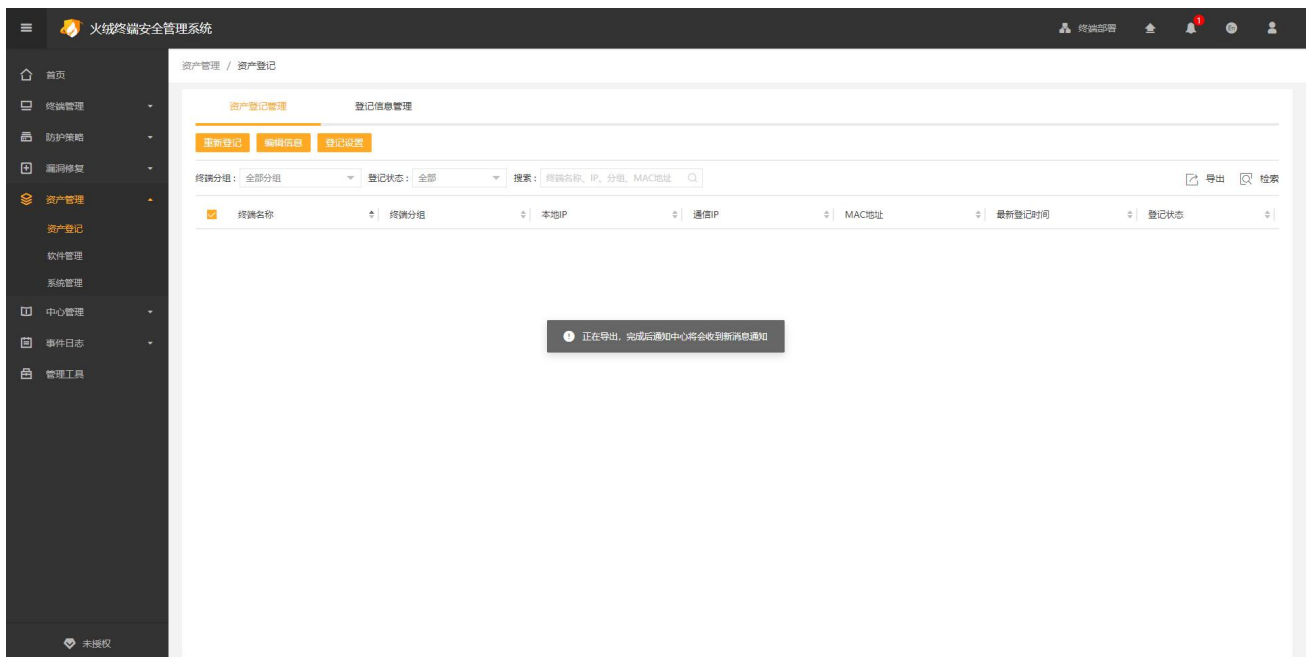 火绒终端安全管理系统 终端部署 1
首页
终端管理
防护策略
漏洞修复
资产管理
资产登记
软件管理
系统管理
中心管理
事件日志
管理工具
未授权
资产管理 / 资产登记
资产登记管理 登记信息管理
重新登记 编辑信息 登记设置
终端分组: 全部分组 登记状态: 全部 搜索: 终端名称、IP、分组、MAC地址 导出 检索
终端名称 终端分组 本地IP 通信IP MAC地址 最新登记时间 登记状态
正在导出，完成后通知中心将会收到新消息通知